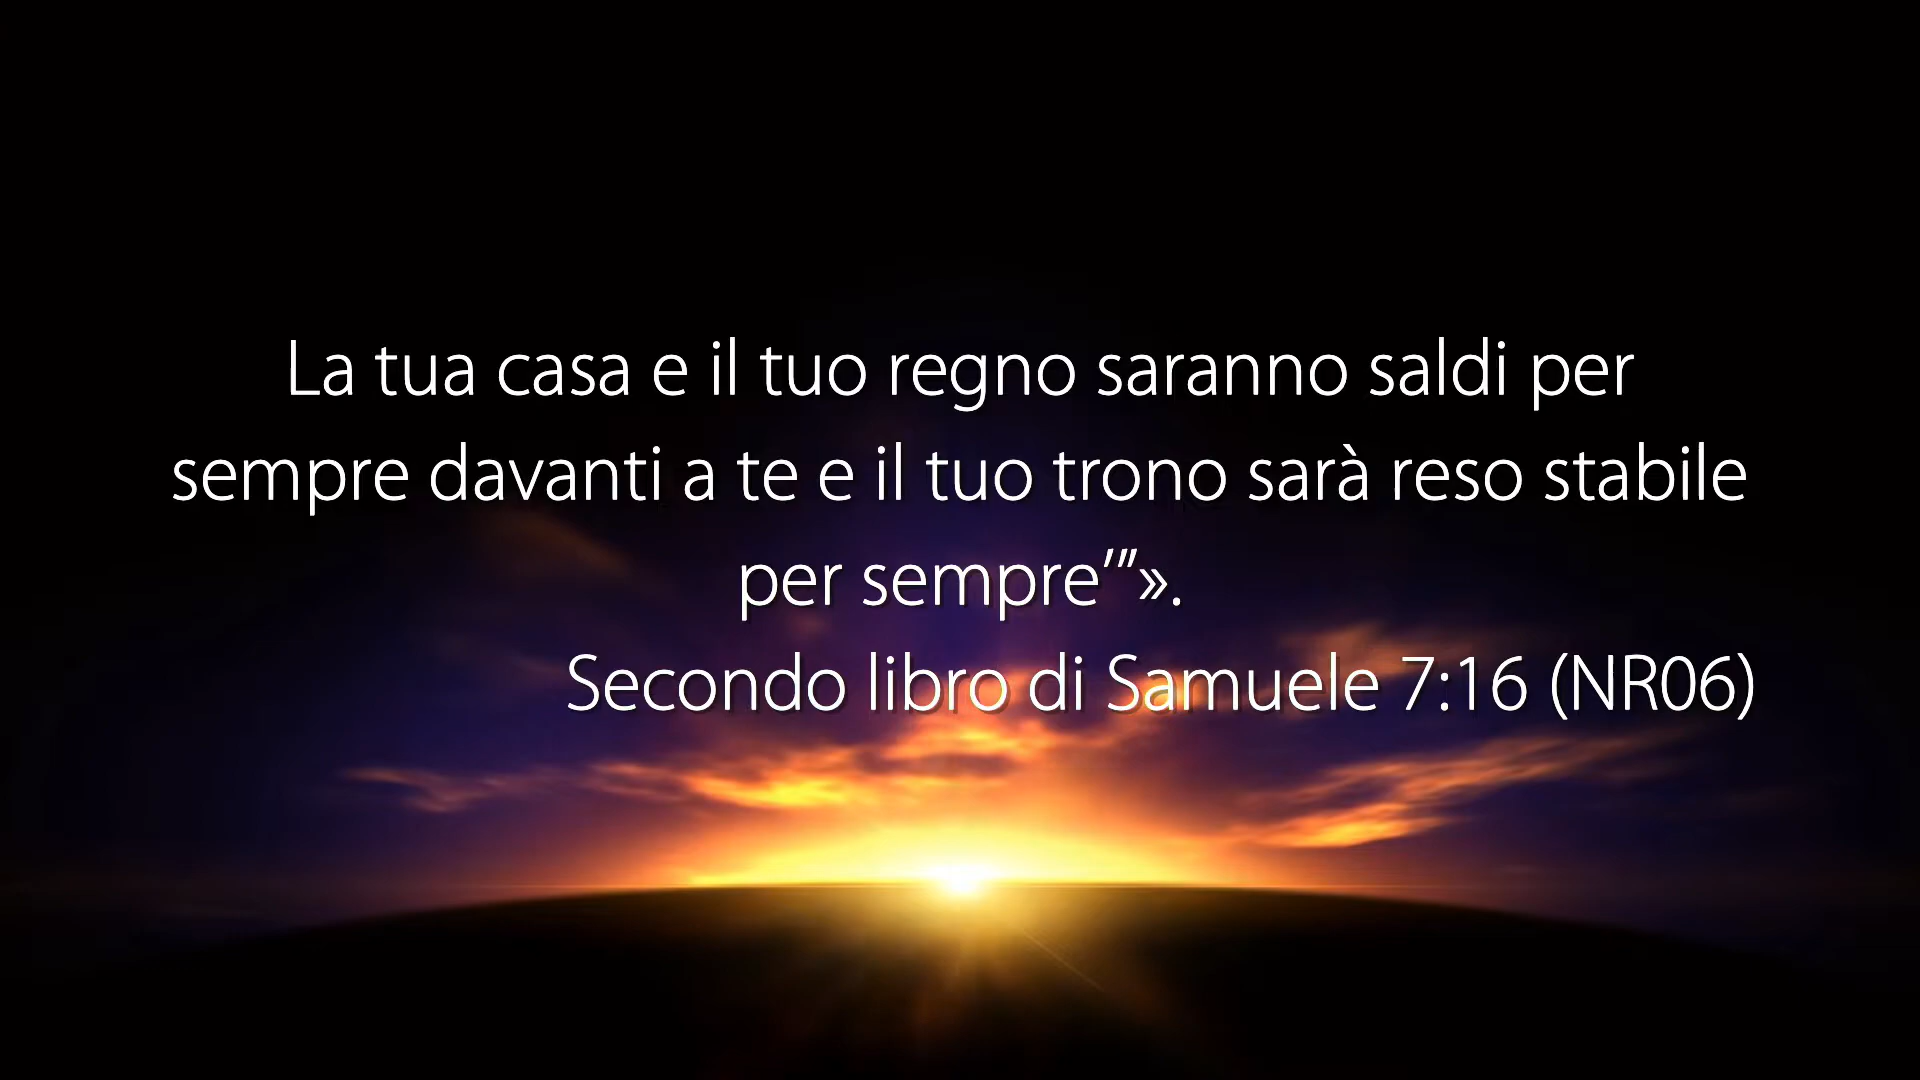 La tua casa e il tuo regno saranno saldi per
sempre davanti a te e il tuo trono sarà reso stabile
per sempre’”».
Secondo libro di Samuele 7:16 (NR06)